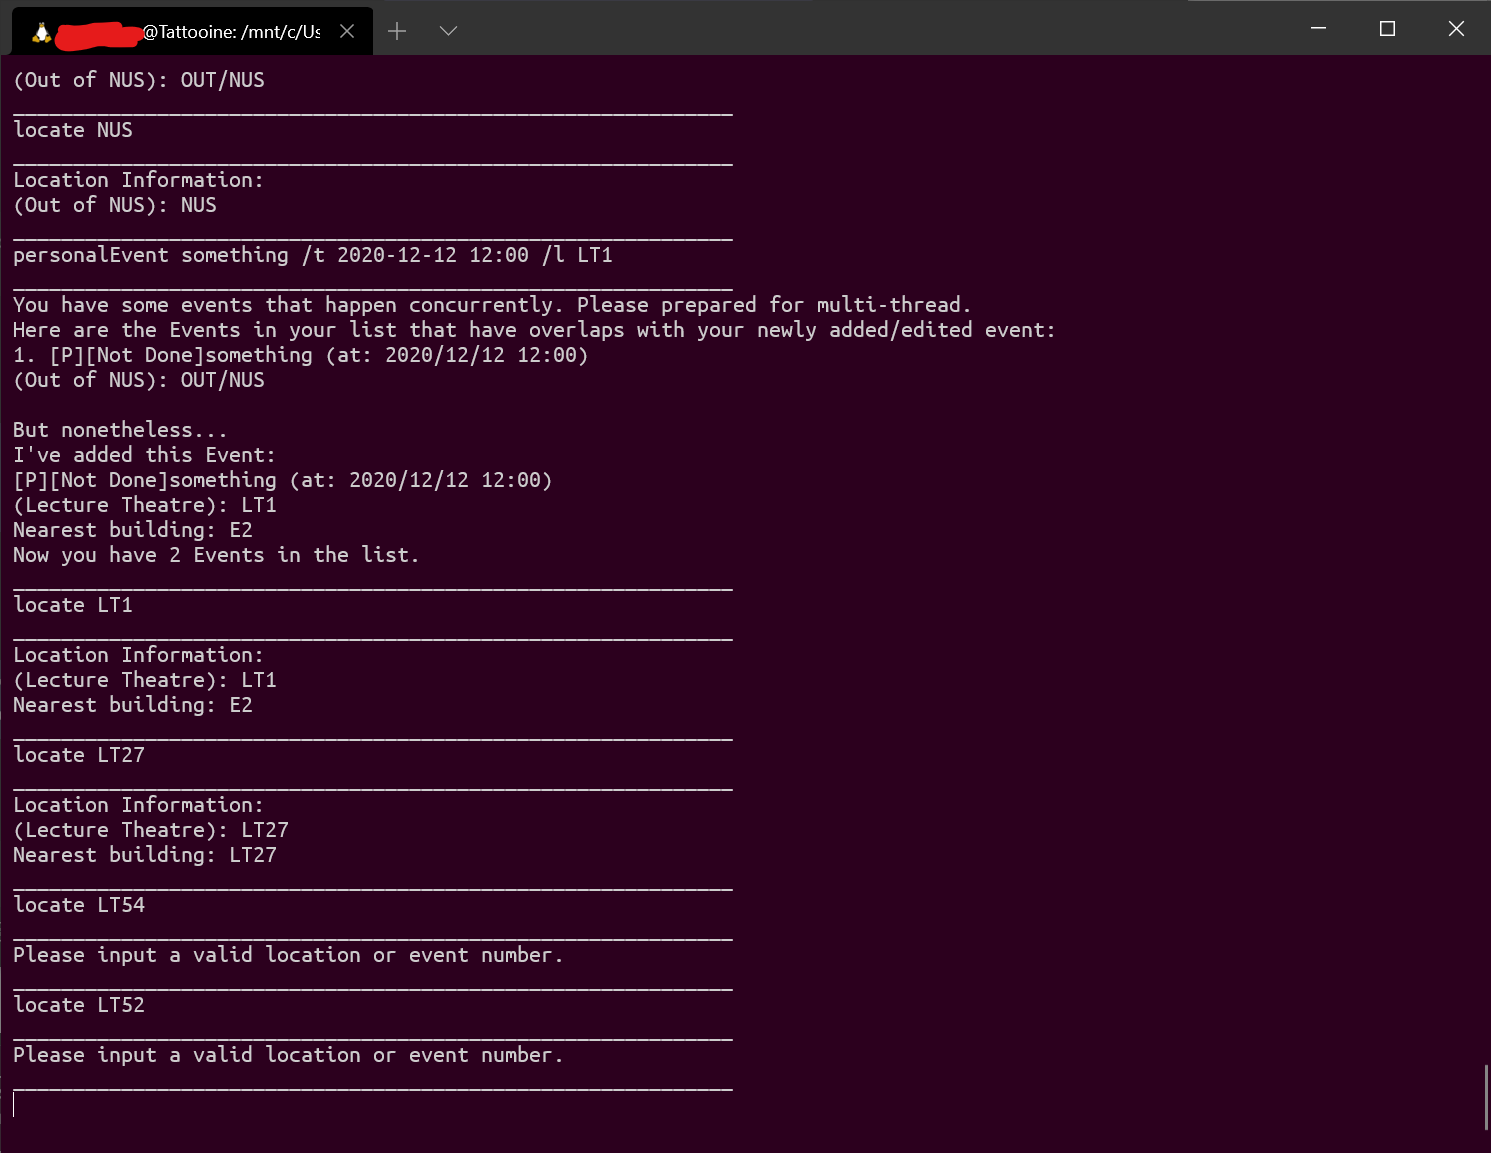 @Tattooine: /mnt/c/Us
(Out of NUS): OUT/NUS
____________________________________________________________
locate NUS
____________________________________________________________
Location Information:
(Out of NUS): NUS
____________________________________________________________
personalEvent something /t 2020-12-12 12:00 /l LT1
____________________________________________________________
You have some events that happen concurrently. Please prepared for multi-thread.
Here are the Events in your list that have overlaps with your newly added/edited event:
1. [P][Not Done]something (at: 2020/12/12 12:00)
(Out of NUS): OUT/NUS

But nonetheless...
I've added this Event:
[P][Not Done]something (at: 2020/12/12 12:00)
(Lecture Theatre): LT1
Nearest building: E2
Now you have 2 Events in the list.
____________________________________________________________
locate LT1
____________________________________________________________
Location Information:
(Lecture Theatre): LT1
Nearest building: E2
____________________________________________________________
locate LT27
____________________________________________________________
Location Information:
(Lecture Theatre): LT27
Nearest building: LT27
____________________________________________________________
locate LT54
____________________________________________________________
Please input a valid location or event number.
____________________________________________________________
locate LT52
____________________________________________________________
Please input a valid location or event number.
____________________________________________________________